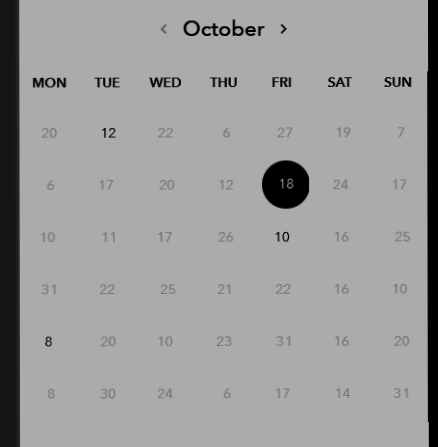 ‹ October ›
MON TUE WED THU FRI SAT SUN
20 12 22 6 27 19 7
6 17 20 12 18 24 17
10 11 17 26 10 16 25
31 22 25 21 22 16 10
8 20 10 23 31 16 20
8 30 24 6 17 14 31